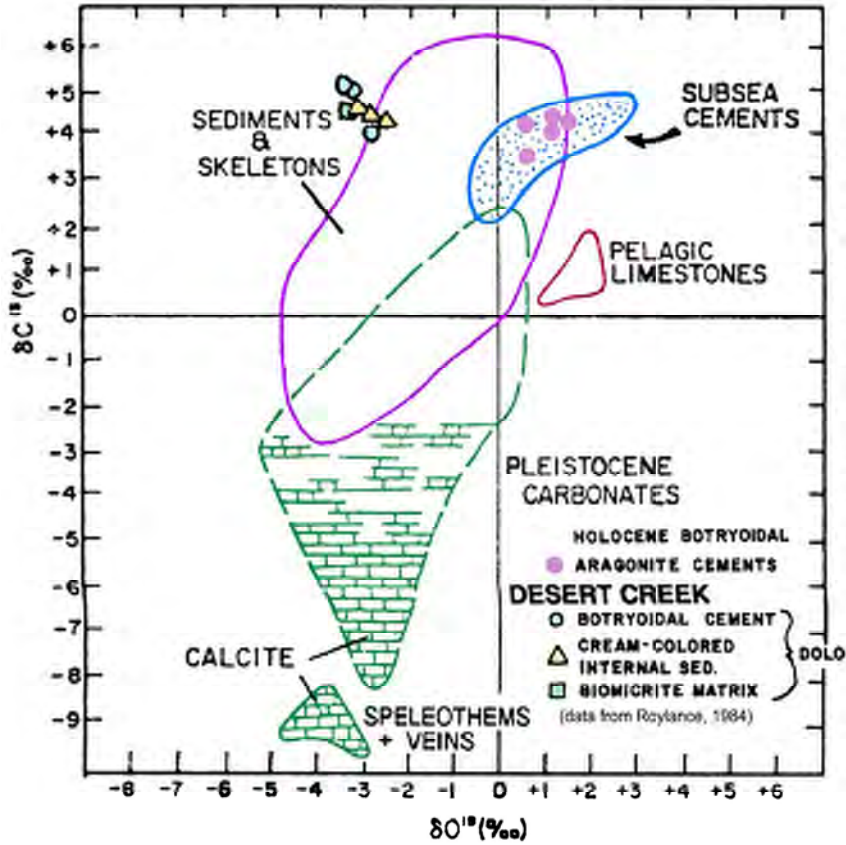 +6
+5
+4
+3
+2
+1
0
-1
-2
-3
-4
-5
-6
-7
-8
-9
δC¹³(‰)
SEDIMENTS
&
SKELETONS
SUBSEA
CEMENTS
PELAGIC
LIMESTONES
PLEISTOCENE
CARBONATES
HOLOCENE BOTRYOIDAL
ARAGONITE CEMENTS
DESERT CREEK
BOTRYOIDAL CEMENT
CREAM-COLORED
INTERNAL SED.
BIOMICRITE MATRIX
DOLO
(data from Roylance, 1984)
CALCITE
SPELEOTHEMS
+ VEINS
-8 -7 -6 -5 -4 -3 -2 -1 0 +1 +2 +3 +4 +5 +6
δO¹⁸(‰)